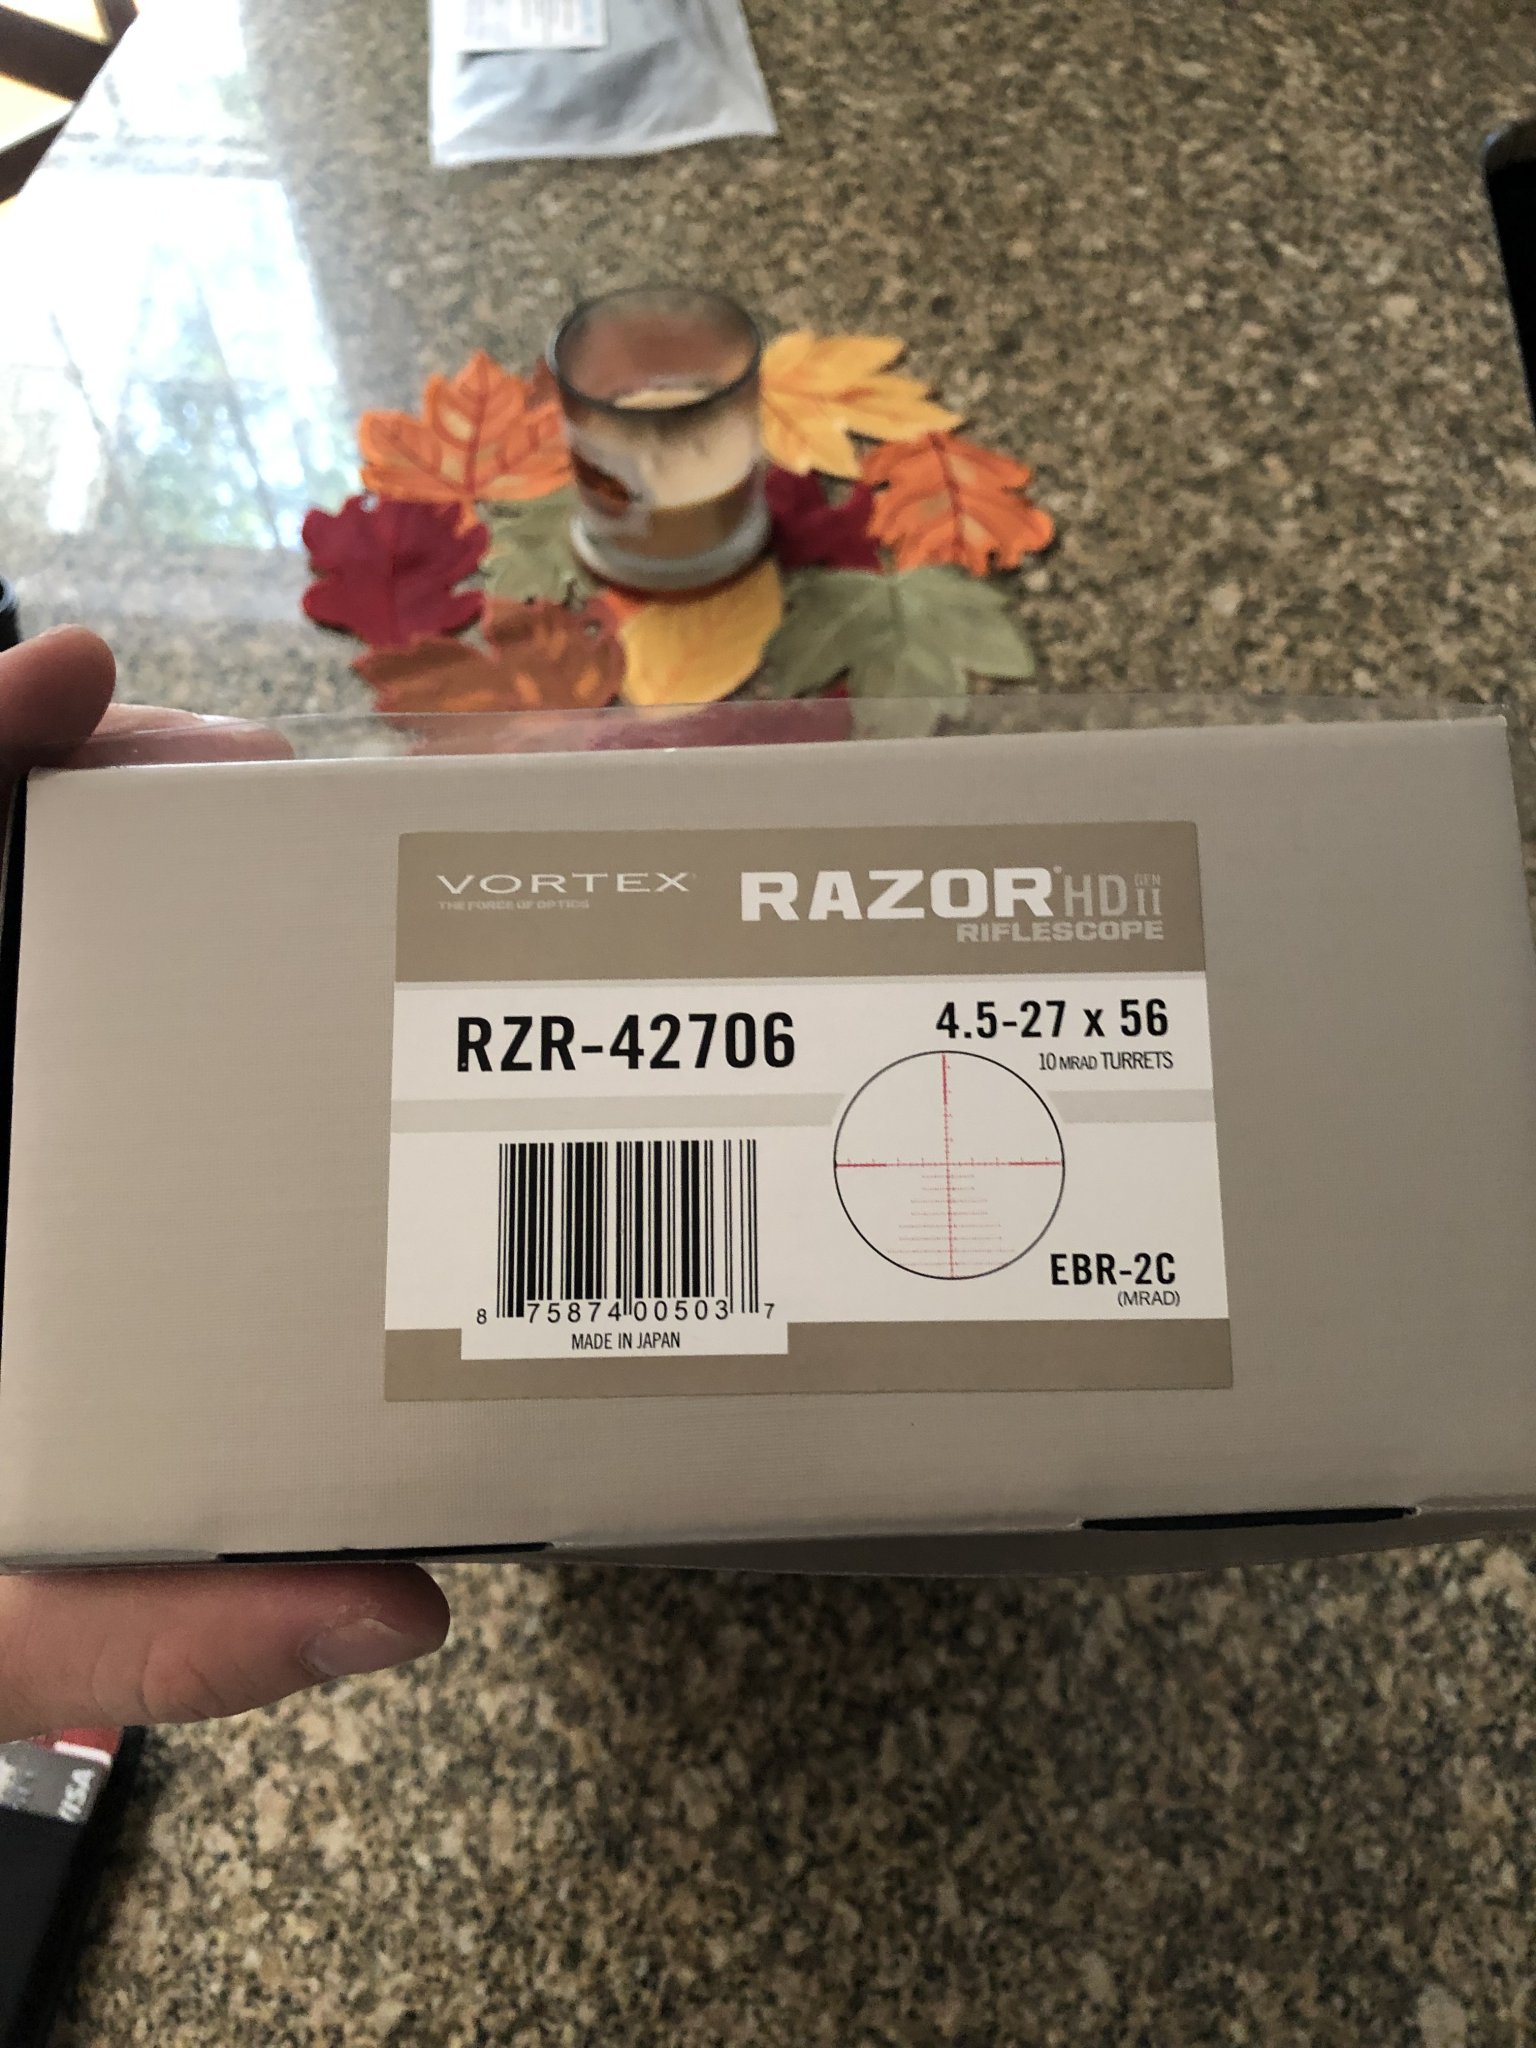 VORTEX
THE FORCE OF OPTICS
RAZOR® HD GEN II
RIFLESCOPE
RZR-42706
4.5-27 x 56
10 MRAD TURRETS
EBR-2C
(MRAD)
8 75874 00503 7
MADE IN JAPAN
VISA